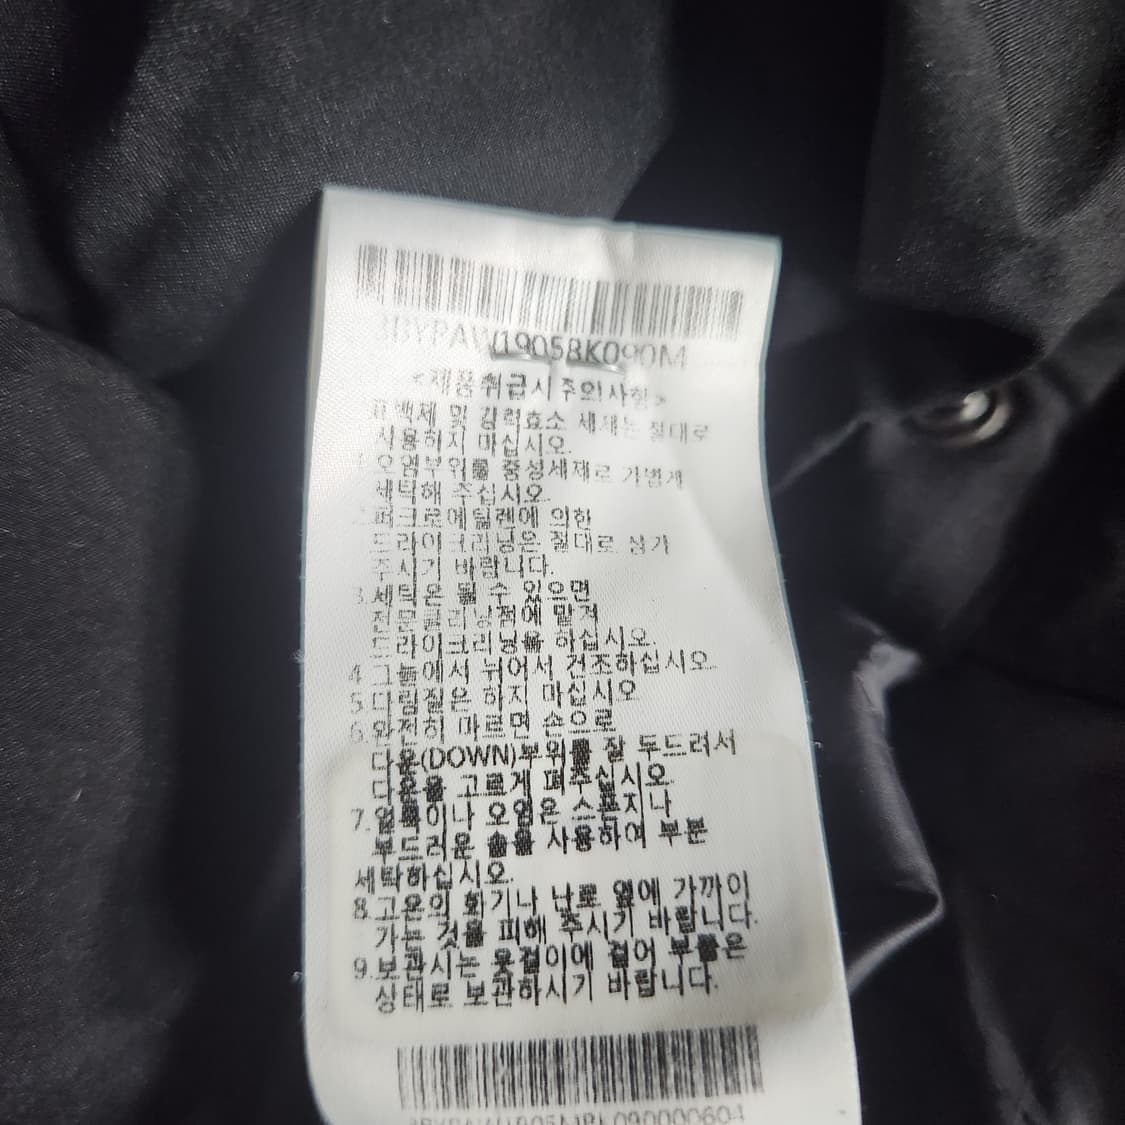 BYPAW19058K090M
<제품취급시 주의사항>
표백제 및 강력효소 세제는 절대로
사용하지 마십시오.
오염부위를 중성세제로 가볍게
세탁해 주십시오.
퍼크로에틸렌에 의한
드라이크리닝은 절대로 삼가
주시기 바랍니다.
3.세탁은 될 수 있으면
전문클리닝점에 맡겨
드라이크리닝을 하십시오.
4.그늘에서 뉘어서 건조하십시오.
5.다림질은 하지 마십시오
6.완전히 마르면 손으로
다운(DOWN)부위를 잘 두드려서
다운을 고르게 펴주십시오.
7.얼룩이나 오염은 스폰지나
부드러운 솔을 사용하여 부분
세탁하십시오.
8.고온의 화기나 난로 옆에 가까이
가는 것을 피해 주시기 바랍니다.
9.보관시는 옷걸이에 걸어 부풀은
상태로 보관하시기 바랍니다.